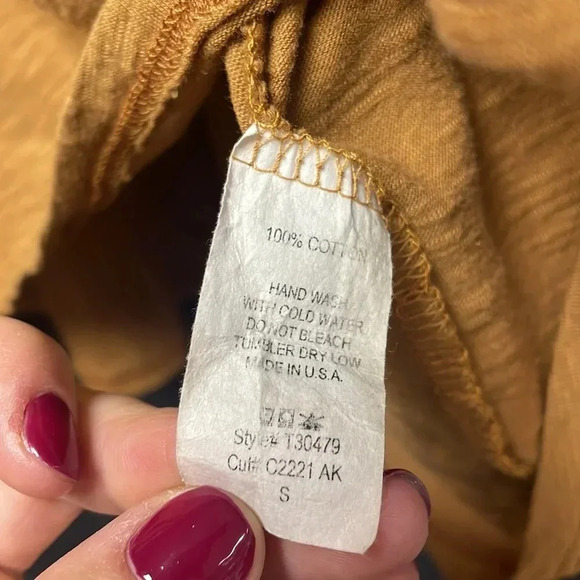 100% COTTON
HAND WASH
WITH COLD WATER
DO NOT BLEACH
TUMBLER DRY LOW
MADE IN U.S.A.
Style# T30479
Cut# C2221 AK
S